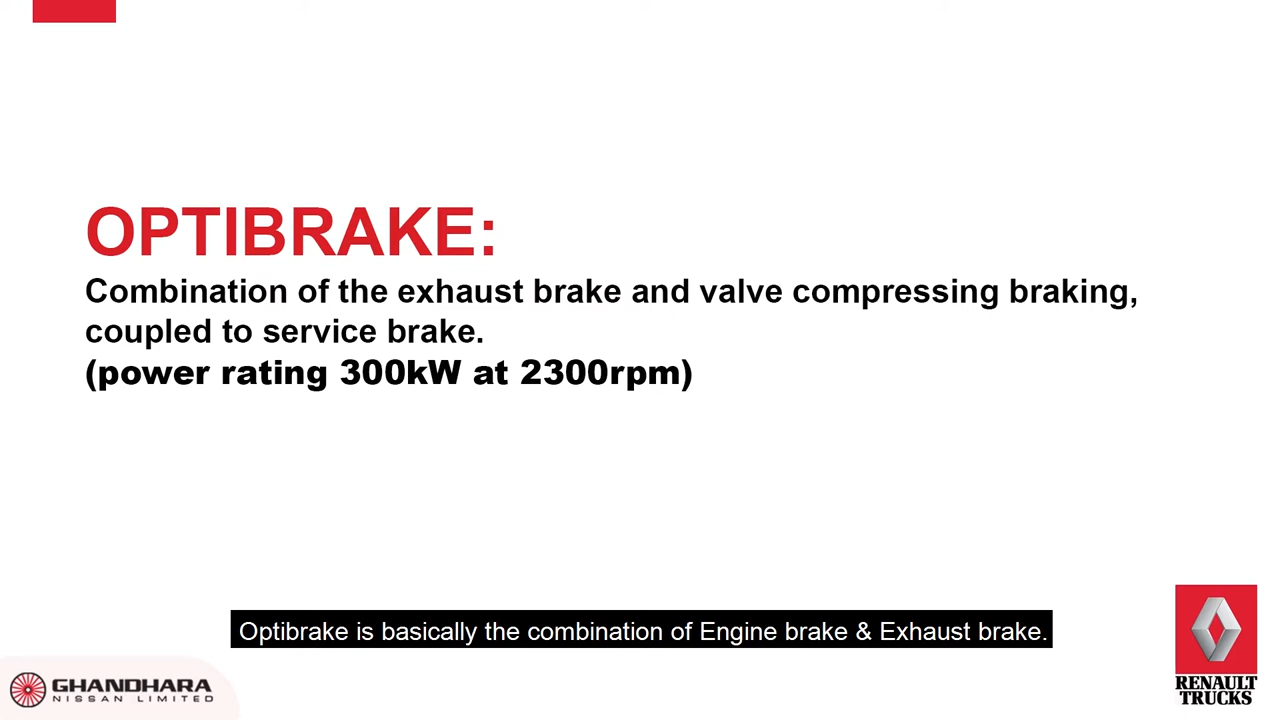 OPTIBRAKE:
Combination of the exhaust brake and valve compressing braking,
coupled to service brake.
(power rating 300kW at 2300rpm)
Optibrake is basically the combination of Engine brake & Exhaust brake.
GHANDHARA
NISSAN LIMITED
RENAULT
TRUCKS